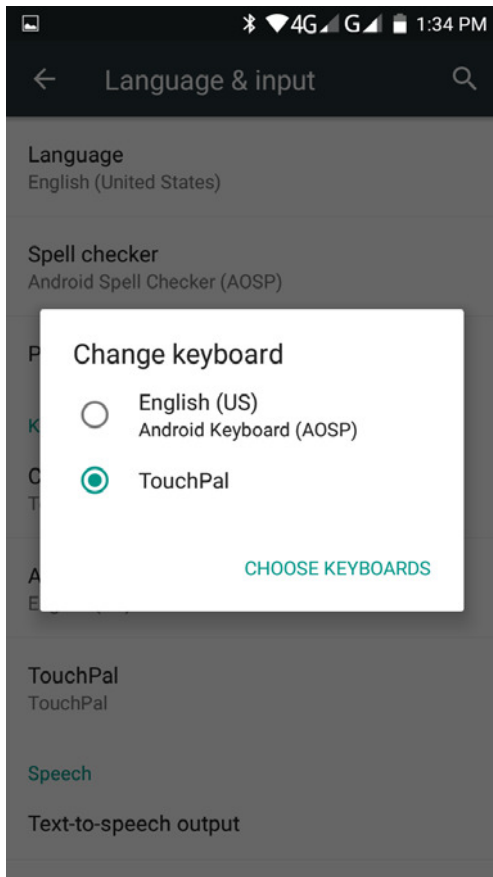 4G G 1:34 PM
Language & input
Language
English (United States)
Spell checker
Android Spell Checker (AOSP)
P
Change keyboard
English (US)
Android Keyboard (AOSP)
K
C
TouchPal
T
CHOOSE KEYBOARDS
A
E
TouchPal
TouchPal
Speech
Text-to-speech output